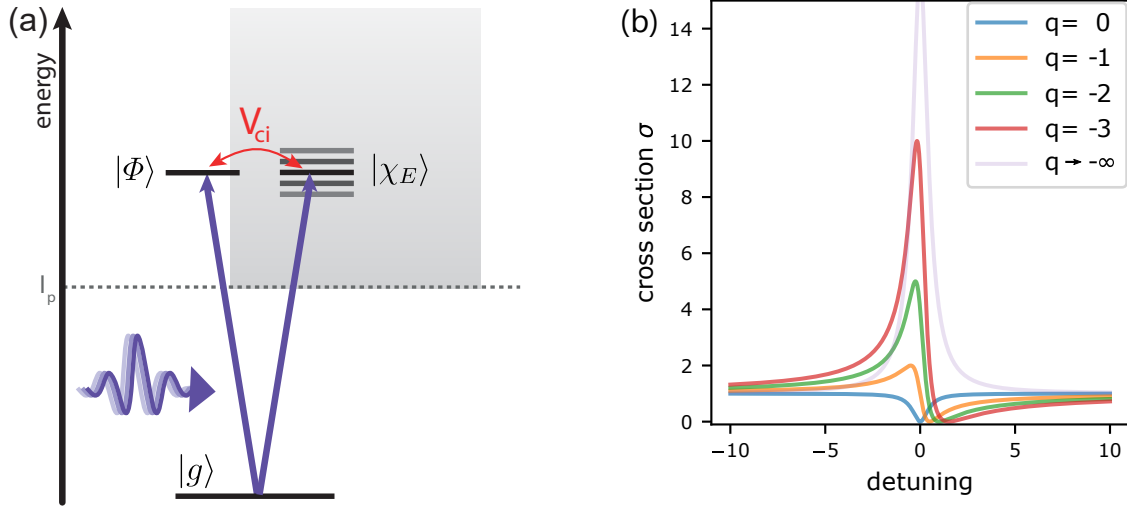 (a)
energy
V_ci
|Φ⟩
|χ_E⟩
I_p
|g⟩
(b)
cross section σ
14
12
10
8
6
4
2
0
−10
−5
0
5
10
detuning
q= 0
q= -1
q= -2
q= -3
q → -∞